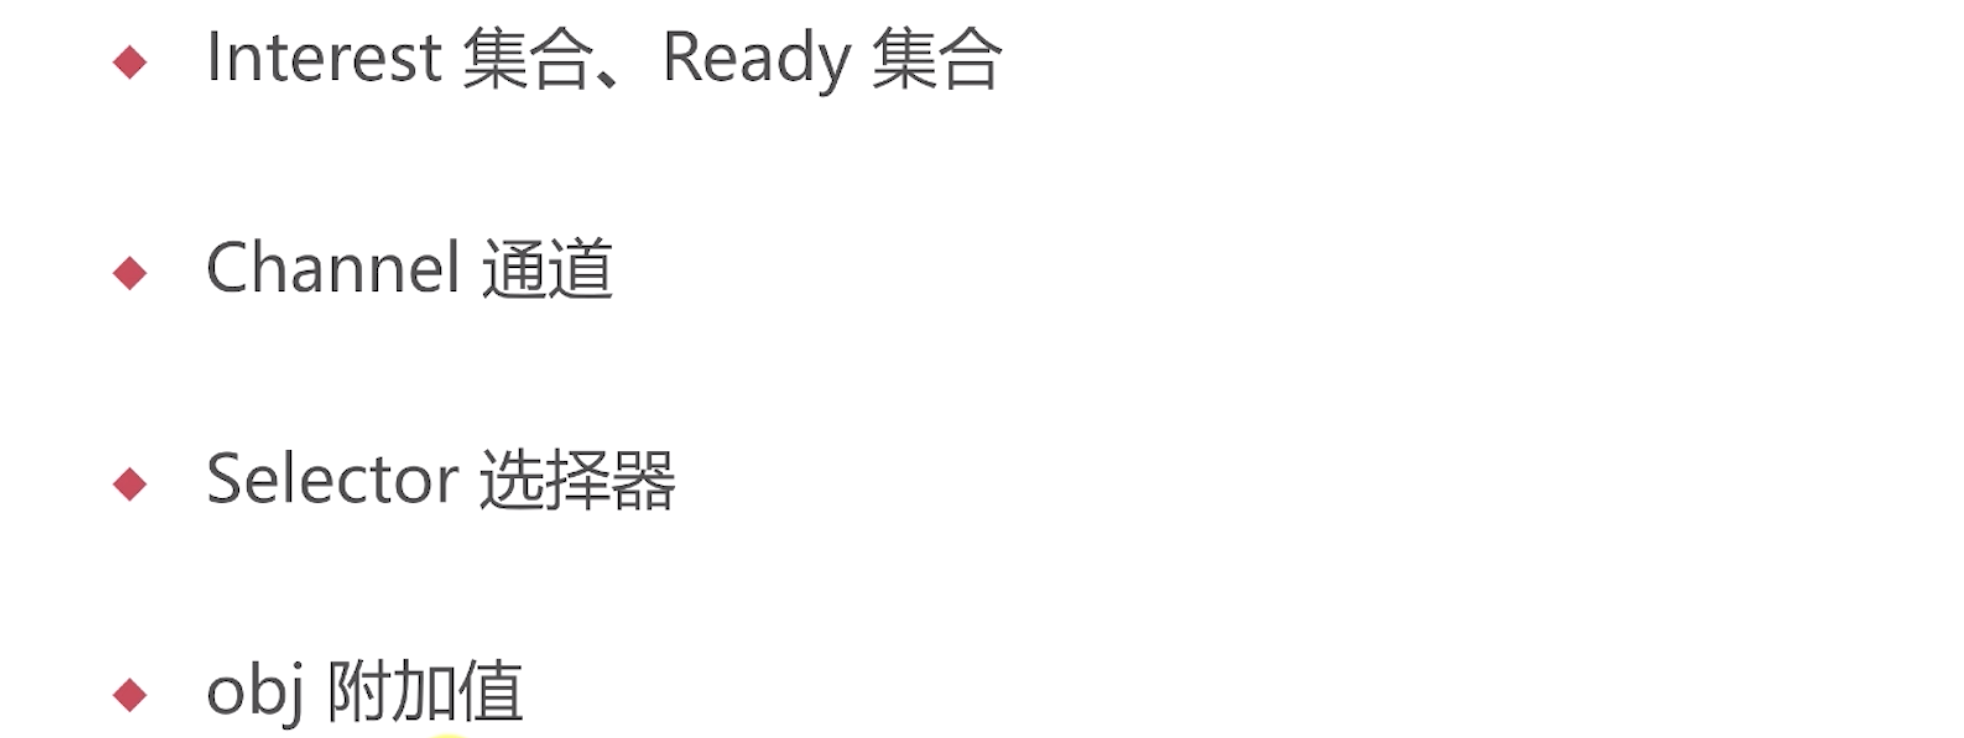 Interest 集合、Ready 集合
Channel 通道
Selector 选择器
obj 附加值